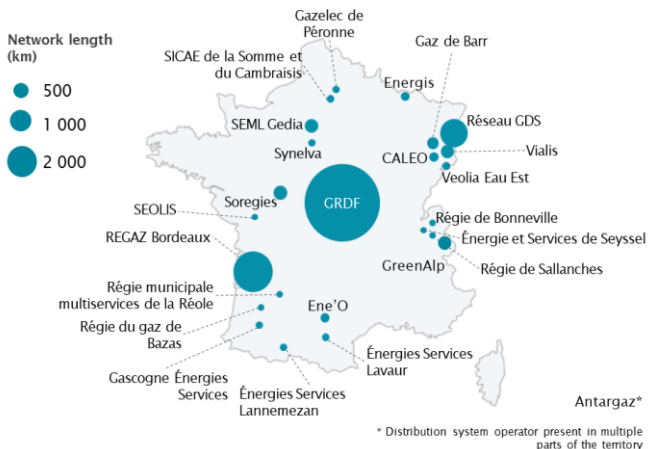 Network length
(km)
500
1 000
2 000
Gazelec de
Péronne
SICAE de la Somme et
du Cambraisis
Gaz de Barr
Energis
SEML Gedia
Réseau GDS
Synelva
CALEO
Vialis
Veolia Eau Est
Soregies
GRDF
SEOLIS
Régie de Bonneville
REGAZ Bordeaux
Énergie et Services de Seyssel
GreenAlp
Régie de Sallanches
Régie municipale
multiservices de la Réole
Ene'O
Régie du gaz de
Bazas
Énergies Services
Lavaur
Gascogne Énergies
Services
Énergies Services
Lannemezan
Antargaz*
* Distribution system operator present in multiple
parts of the territory